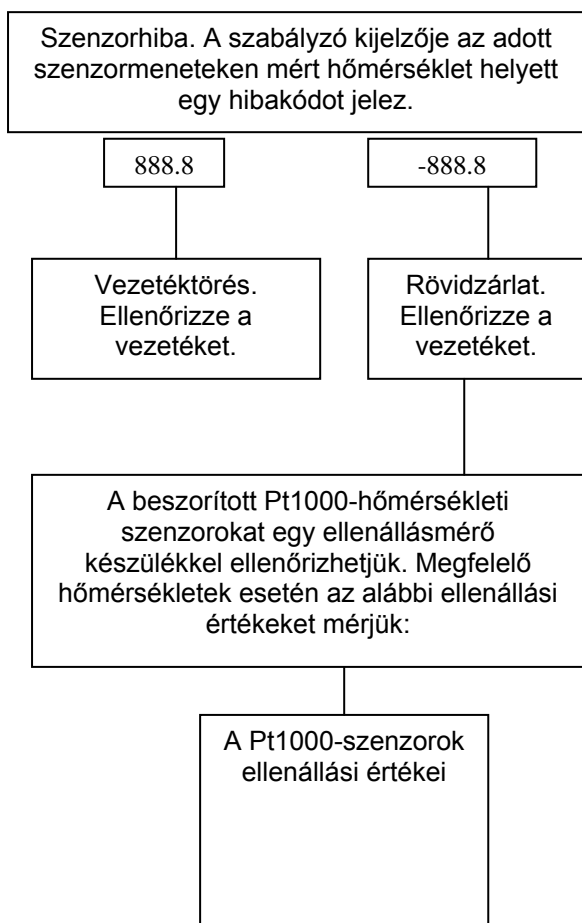 Szenzorhiba. A szabályzó kijelzője az adott
szenzormeneteken mért hőmérséklet helyett
egy hibakódot jelez.
888.8
-888.8
Vezetéktörés.
Ellenőrizze a
vezetéket.
Rövidzárlat.
Ellenőrizze a
vezetéket.
A beszorított Pt1000-hőmérsékleti
szenzorokat egy ellenállásmérő
készülékkel ellenőrizhetjük. Megfelelő
hőmérsékletek esetén az alábbi ellenállási
értékeket mérjük:
A Pt1000-szenzorok
ellenállási értékei